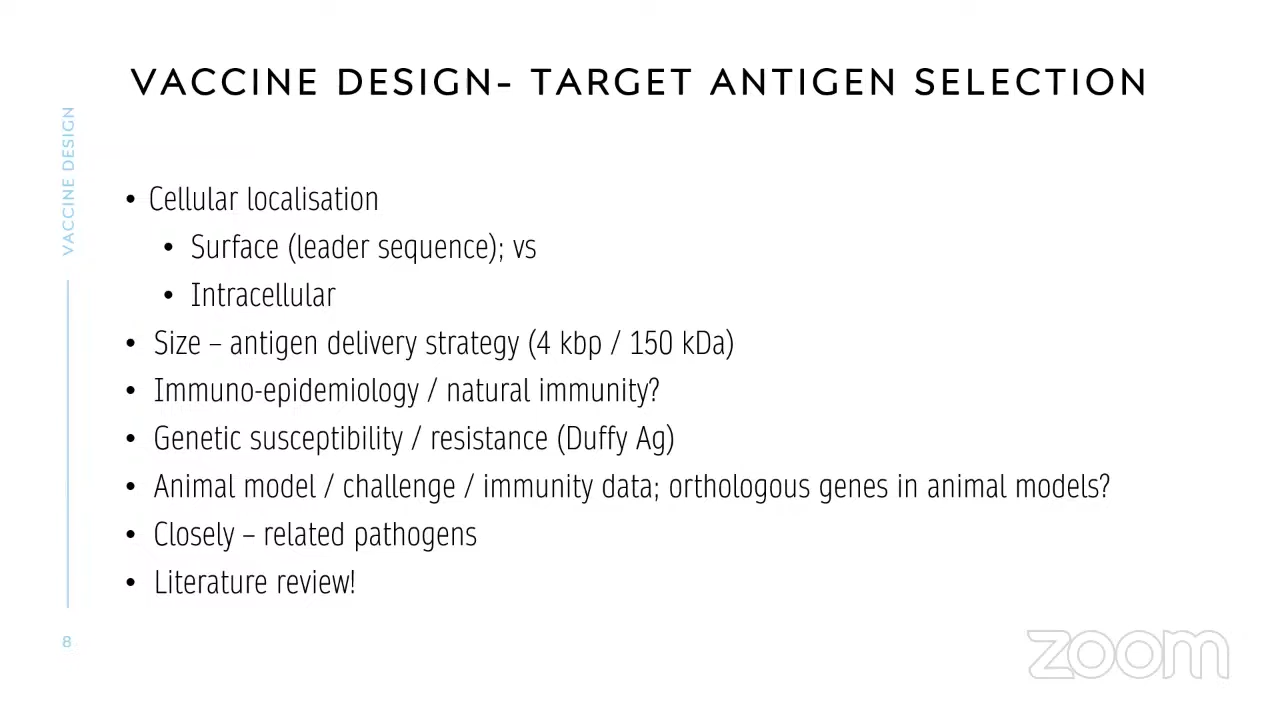 VACCINE DESIGN- TARGET ANTIGEN SELECTION
VACCINE DESIGN
• Cellular localisation
• Surface (leader sequence); vs
• Intracellular
• Size – antigen delivery strategy (4 kbp / 150 kDa)
• Immuno-epidemiology / natural immunity?
• Genetic susceptibility / resistance (Duffy Ag)
• Animal model / challenge / immunity data; orthologous genes in animal models?
• Closely – related pathogens
• Literature review!
8
zoom